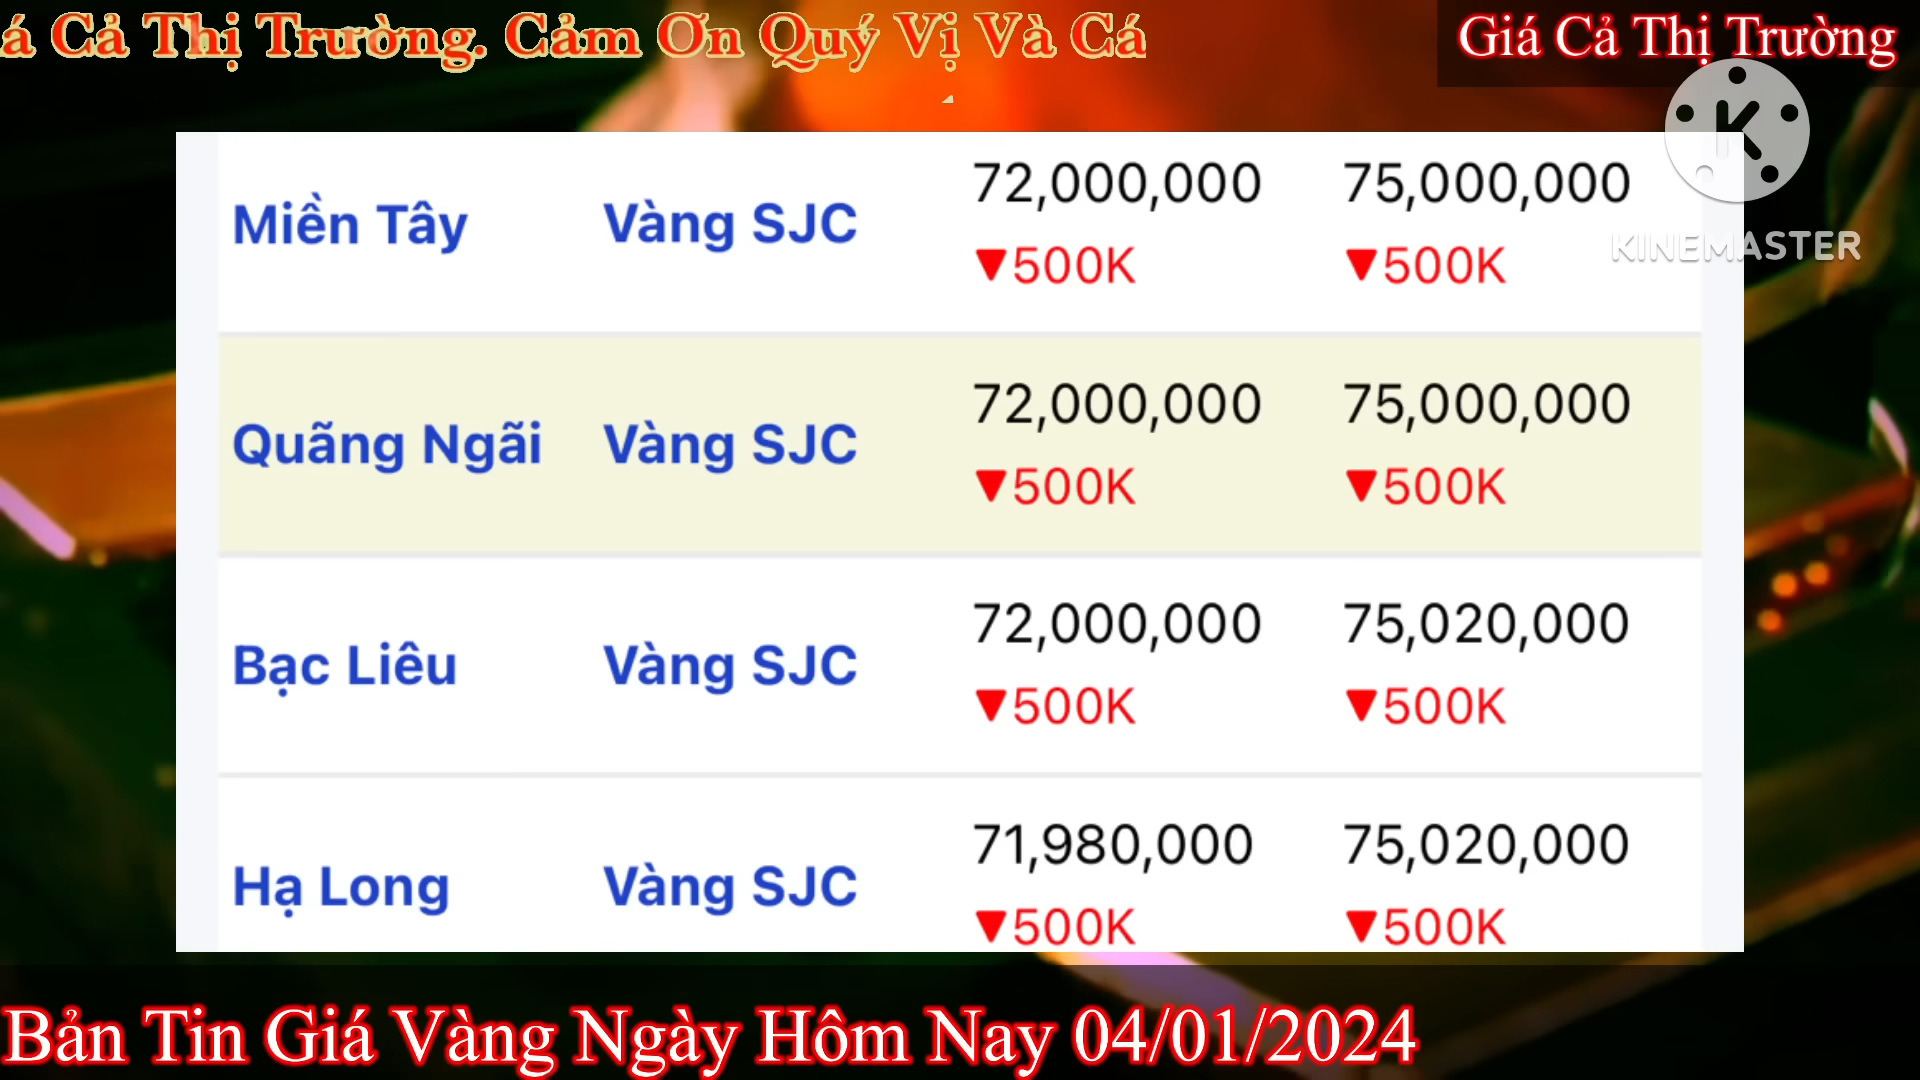 á Cả Thị Trường. Cảm Ơn Quý Vị Và Cá
Giá Cả Thị Trường
K
KINEMASTER
Miền Tây Vàng SJC 72,000,000 75,000,000
▼500K ▼500K
Quãng Ngãi Vàng SJC 72,000,000 75,000,000
▼500K ▼500K
Bạc Liêu Vàng SJC 72,000,000 75,020,000
▼500K ▼500K
Hạ Long Vàng SJC 71,980,000 75,020,000
▼500K ▼500K
Bản Tin Giá Vàng Ngày Hôm Nay 04/01/2024